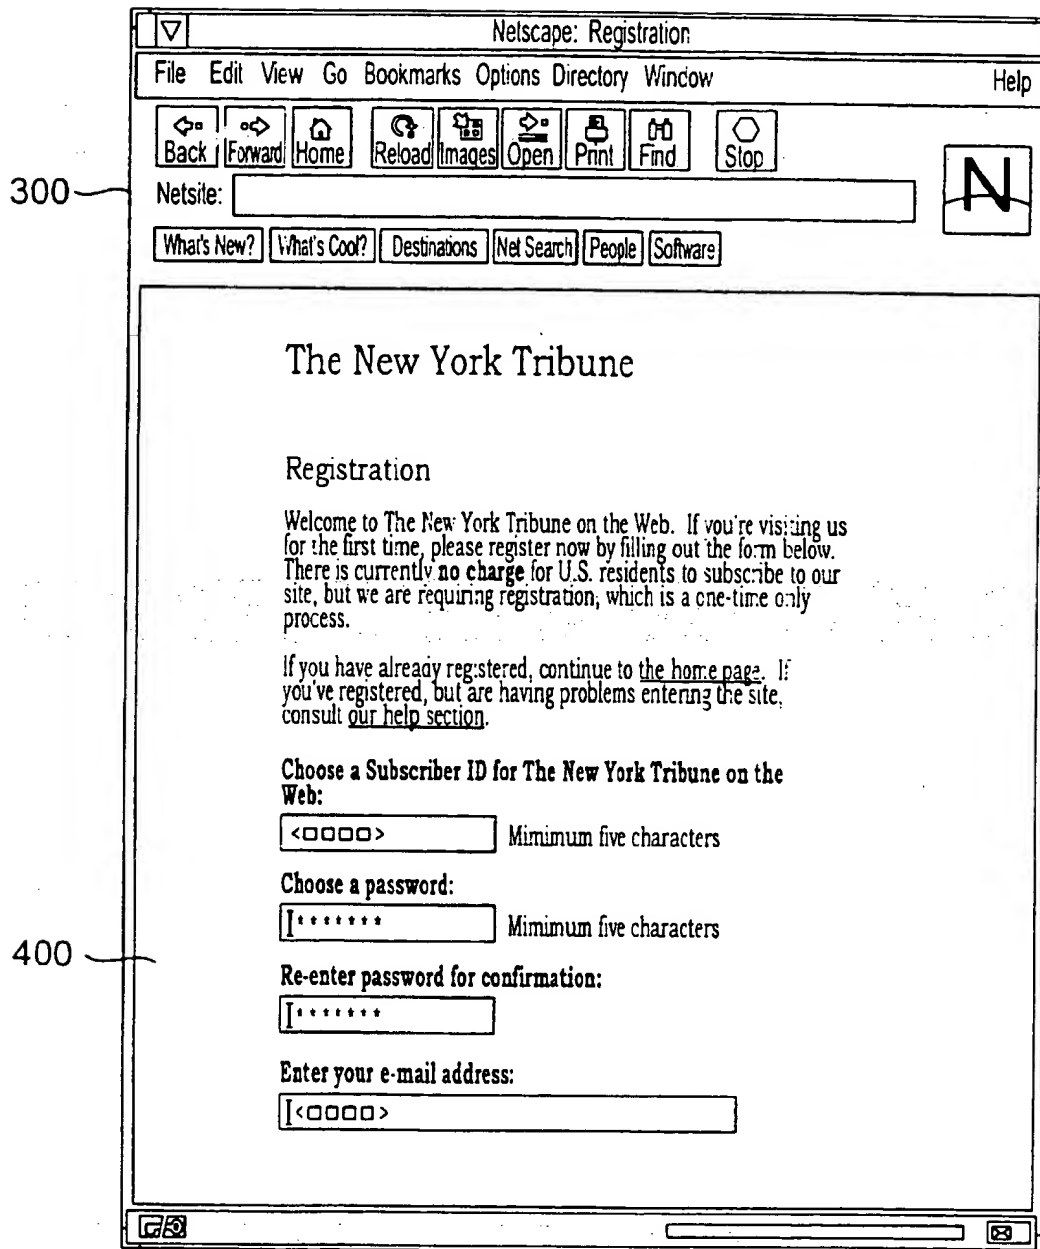 Netscape: Registration
File Edit View Go Bookmarks Options Directory Window Help
Back Forward Home Reload Images Open Print Find Stop
N
300
Netsite:
What's New? What's Cool? Destinations Net Search People Software
The New York Tribune
Registration
Welcome to The New York Tribune on the Web. If you're visiting us
for the first time, please register now by filling out the form below.
There is currently no charge for U.S. residents to subscribe to our
site, but we are requiring registration, which is a one-time only
process.
If you have already registered, continue to the home page. If
you've registered, but are having problems entering the site,
consult our help section.
Choose a Subscriber ID for The New York Tribune on the
Web:
<□□□□> Mimimum five characters
Choose a password:
******* Mimimum five characters
400
Re-enter password for confirmation:
*******
Enter your e-mail address:
<□□□□>